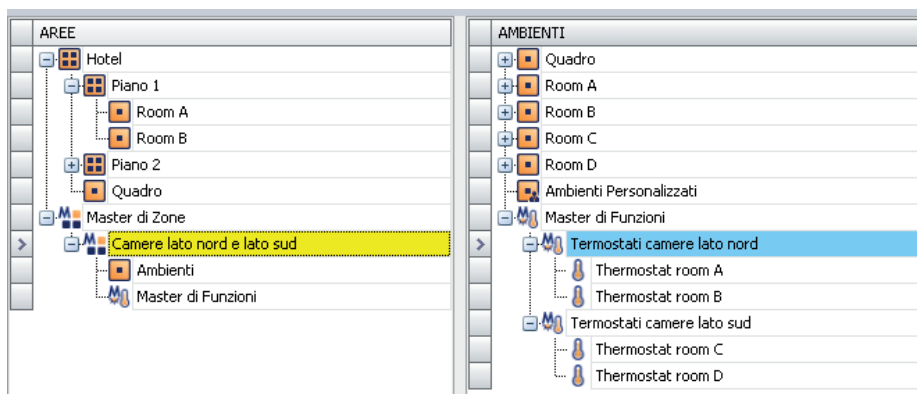 AREE
Hotel
Piano 1
Room A
Room B
Piano 2
Quadro
Master di Zone
Camere lato nord e lato sud
Ambienti
Master di Funzioni
AMBIENTI
Quadro
Room A
Room B
Room C
Room D
Ambienti Personalizzati
Master di Funzioni
Termostati camere lato nord
Thermostat room A
Thermostat room B
Termostati camere lato sud
Thermostat room C
Thermostat room D